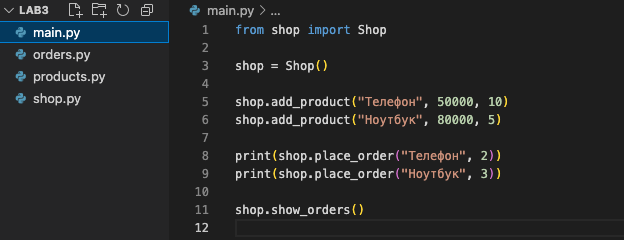 LAB3
main.py
orders.py
products.py
shop.py
main.py > ...
1 from shop import Shop
2
3 shop = Shop()
4
5 shop.add_product("Телефон", 50000, 10)
6 shop.add_product("Ноутбук", 80000, 5)
7
8 print(shop.place_order("Телефон", 2))
9 print(shop.place_order("Ноутбук", 3))
10
11 shop.show_orders()
12